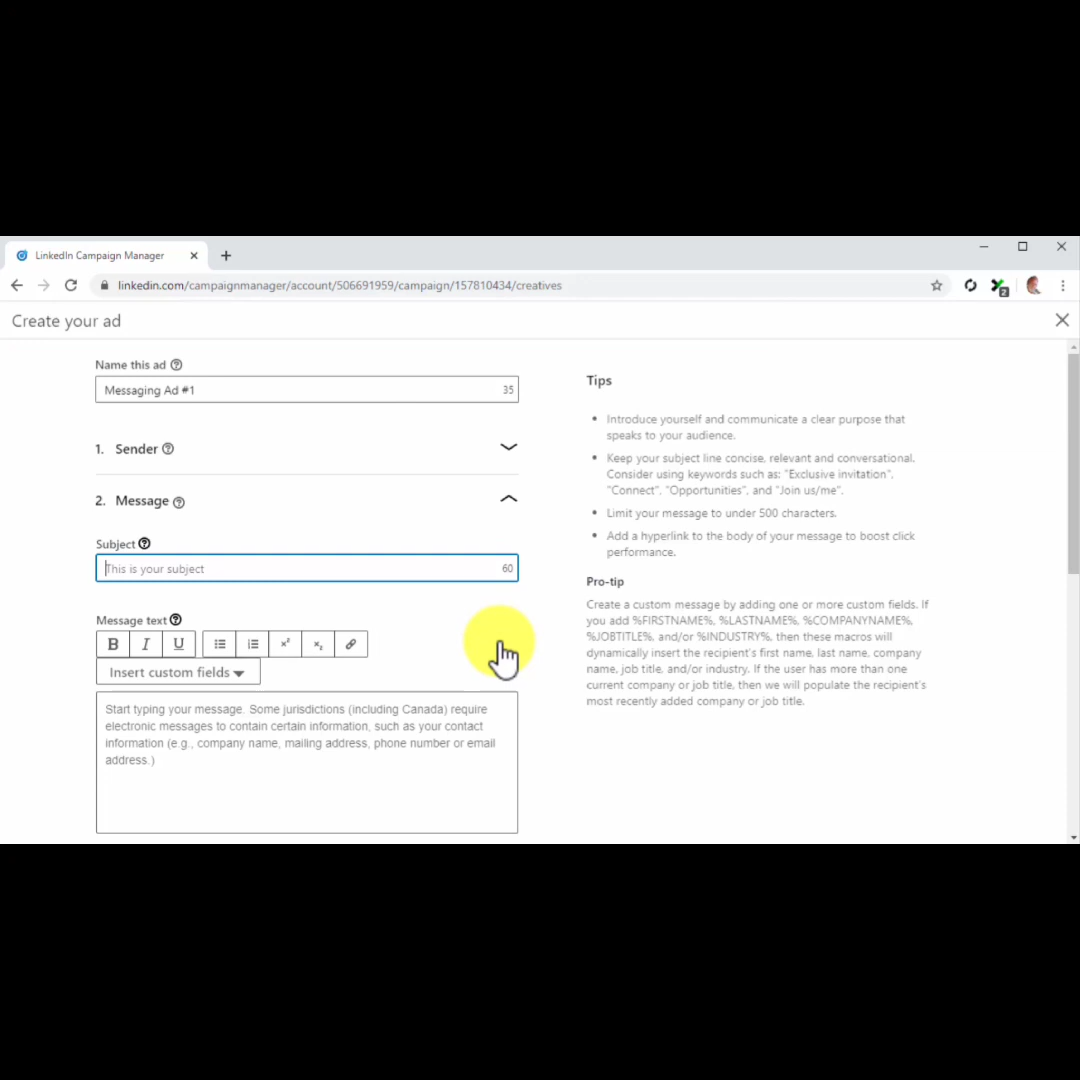 LinkedIn Campaign Manager
linkedin.com/campaignmanager/account/506691959/campaign/157810434/creatives
2
Create your ad
Name this ad
Messaging Ad #1 35
1. Sender
2. Message
Subject
This is your subject 60
Message text
B I U x² x₂
Insert custom fields
Start typing your message. Some jurisdictions (including Canada) require
electronic messages to contain certain information, such as your contact
information (e.g., company name, mailing address, phone number or email
address.)
Tips
Introduce yourself and communicate a clear purpose that
speaks to your audience.
Keep your subject line concise, relevant and conversational.
Consider using keywords such as: "Exclusive invitation",
"Connect", "Opportunities", and "Join us/me".
Limit your message to under 500 characters.
Add a hyperlink to the body of your message to boost click
performance.
Pro-tip
Create a custom message by adding one or more custom fields. If
you add %FIRSTNAME%, %LASTNAME%, %COMPANYNAME%,
%JOBTITLE%, and/or %INDUSTRY%, then these macros will
dynamically insert the recipient's first name, last name, company
name, job title, and/or industry. If the user has more than one
current company or job title, then we will populate the recipient's
most recently added company or job title.